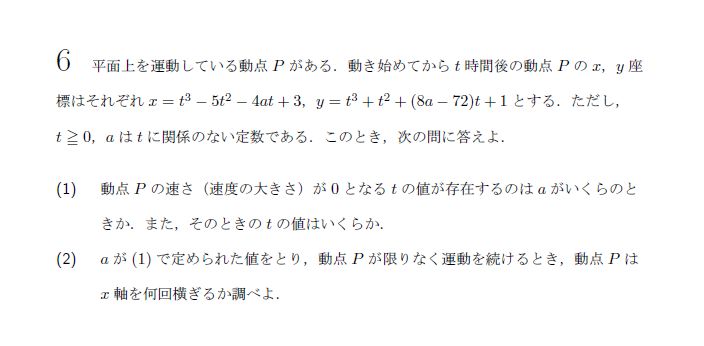 6 平面上を運動している動点 P がある．動き始めてから t 時間後の動点 P の x，y 座
標はそれぞれ x = t³ − 5t² − 4at + 3，y = t³ + t² + (8a − 72)t + 1 とする．ただし，
t ≧ 0，a は t に関係のない定数である．このとき，次の問に答えよ．
(1) 動点 P の速さ（速度の大きさ）が 0 となる t の値が存在するのは a がいくらのと
きか．また，そのときの t の値はいくらか．
(2) a が (1) で定められた値をとり，動点 P が限りなく運動を続けるとき，動点 P は
x 軸を何回横ぎるか調べよ．